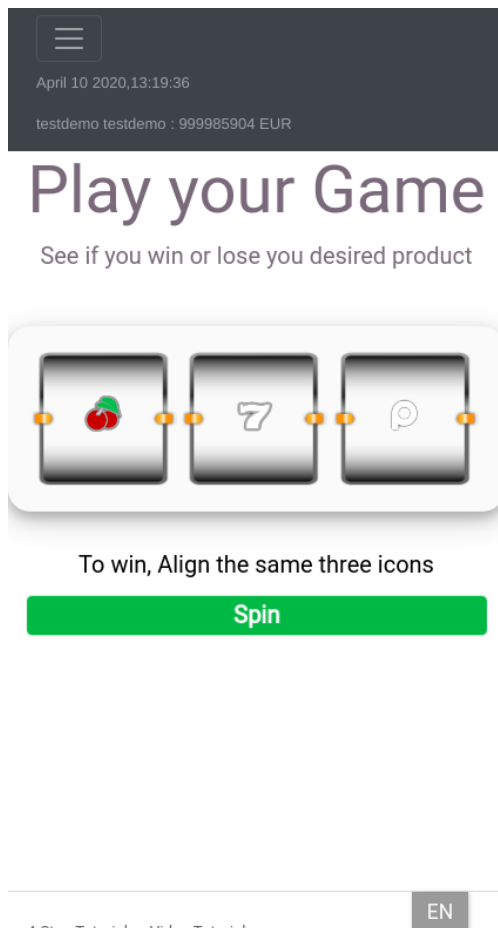 April 10 2020,13:19:36
testdemo testdemo : 999985904 EUR
Play your Game
See if you win or lose you desired product
7
To win, Align the same three icons
Spin
EN